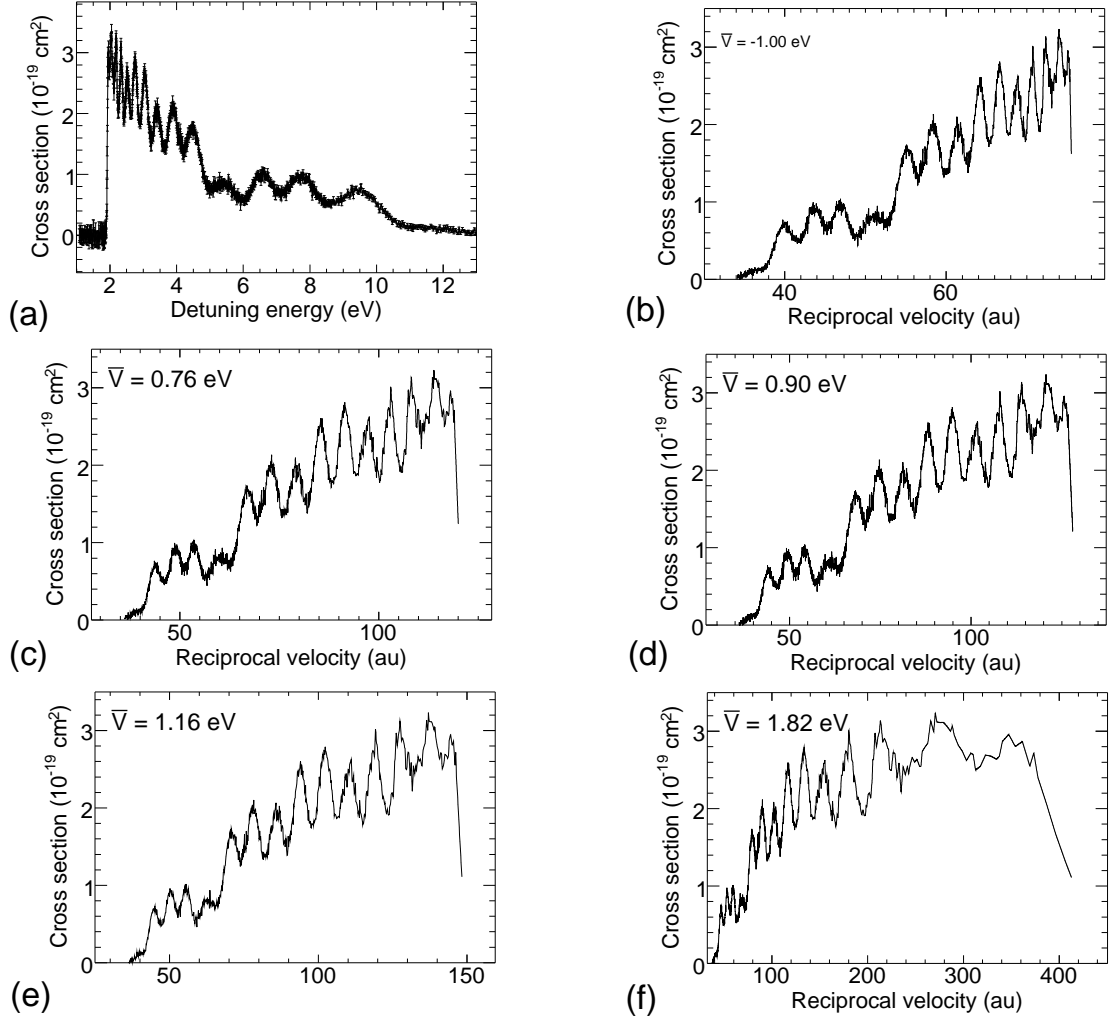 Cross section (10⁻¹⁹ cm²)
3
2
1
0
2 4 6 8 10 12
Detuning energy (eV)
(a)
Cross section (10⁻¹⁹ cm²)
V̅ = -1.00 eV
3
2
1
0
40 60
Reciprocal velocity (au)
(b)
Cross section (10⁻¹⁹ cm²)
V̅ = 0.76 eV
3
2
1
0
50 100
Reciprocal velocity (au)
(c)
Cross section (10⁻¹⁹ cm²)
V̅ = 0.90 eV
3
2
1
0
50 100
Reciprocal velocity (au)
(d)
Cross section (10⁻¹⁹ cm²)
V̅ = 1.16 eV
3
2
1
0
50 100 150
Reciprocal velocity (au)
(e)
Cross section (10⁻¹⁹ cm²)
V̅ = 1.82 eV
3
2
1
0
100 200 300 400
Reciprocal velocity (au)
(f)